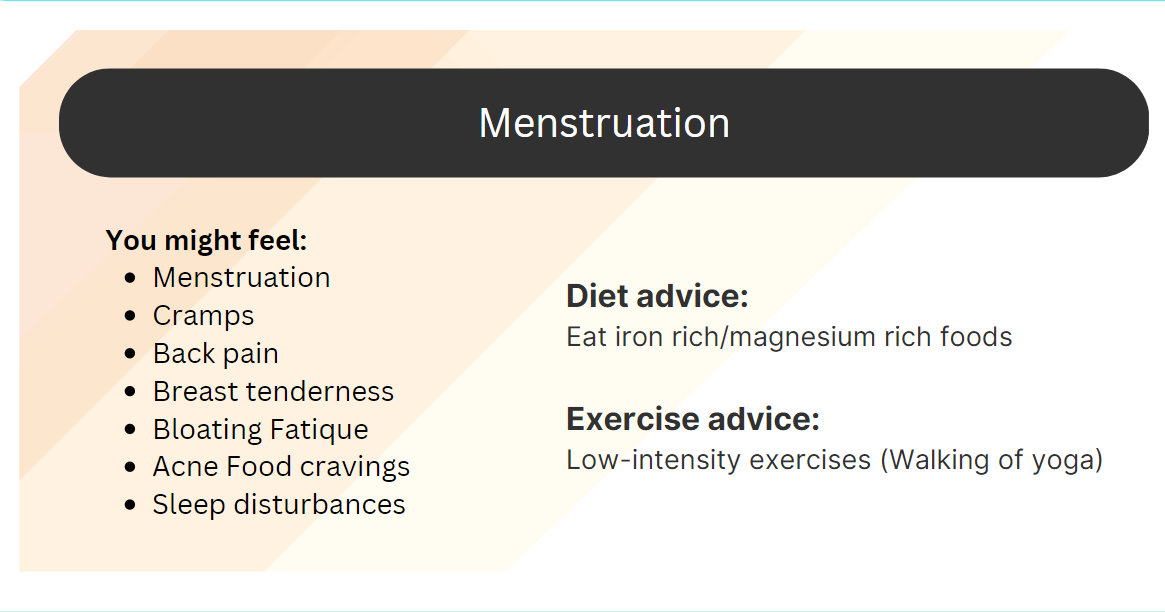 Menstruation
You might feel:
• Menstruation
• Cramps
• Back pain
• Breast tenderness
• Bloating Fatique
• Acne Food cravings
• Sleep disturbances
Diet advice:
Eat iron rich/magnesium rich foods
Exercise advice:
Low-intensity exercises (Walking of yoga)